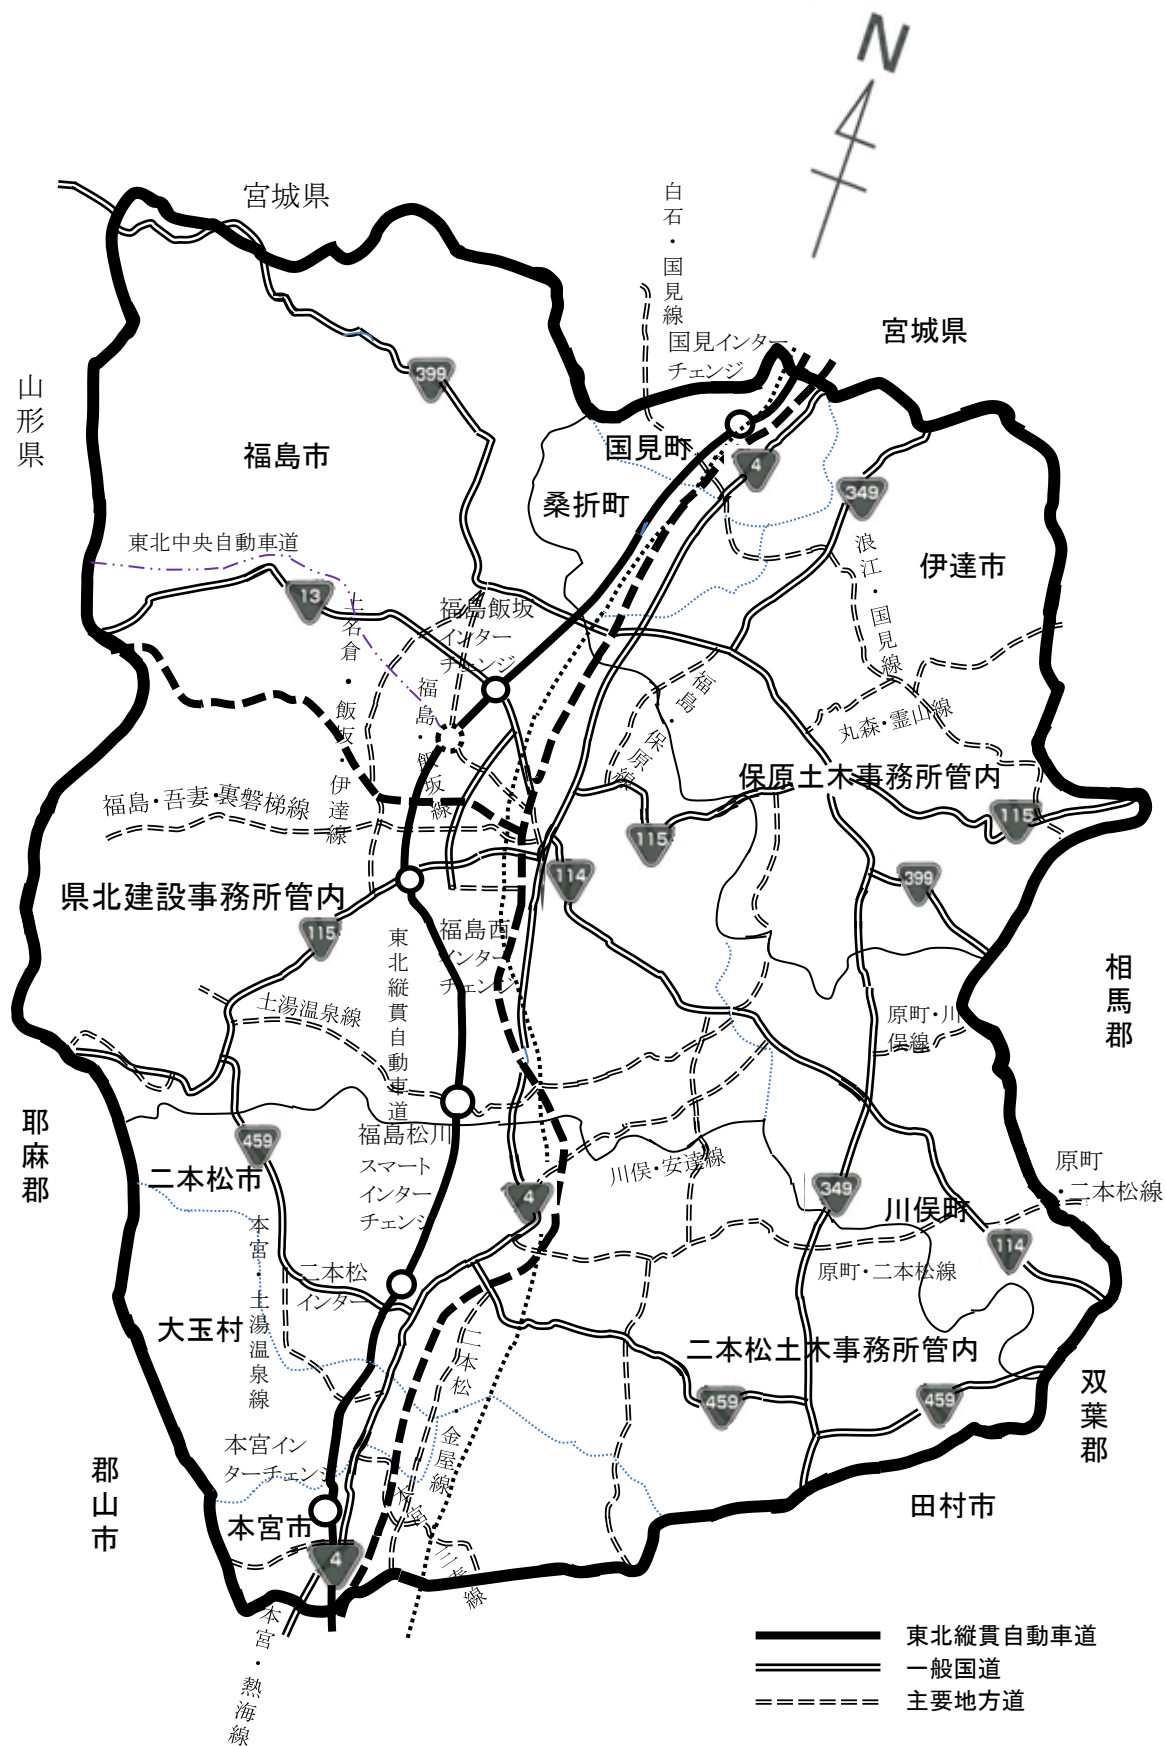 N
宮城県
白石・国見線
国見インター
チェンジ
宮城県
山形県
399
福島市
国見町
4
桑折町
349
浪江・国見線
伊達市
東北中央自動車道
13
上名倉・飯坂・伊達線
福島飯坂
インター
チェンジ
福島・飯坂線
福島・保原線
丸森・霊山線
保原土木事務所管内
福島・吾妻・裏磐梯線
115
115
114
399
県北建設事務所管内
115
福島西
インター
チェンジ
東北縦貫自動車道
相馬郡
土湯温泉線
原町・川
俣線
福島松川
スマート
インター
チェンジ
耶麻郡
459
二本松市
川俣・安達線
原町
・二本松線
4
349
川俣町
114
本宮・土湯温泉線
二本松
インター
原町・二本松線
大玉村
二本松・金屋線
二本松土木事務所管内
459
459
双葉郡
本宮イン
ターチェンジ
郡山市
本宮・三春線
田村市
本宮市
4
本宮・熱海線
東北縦貫自動車道
一般国道
主要地方道